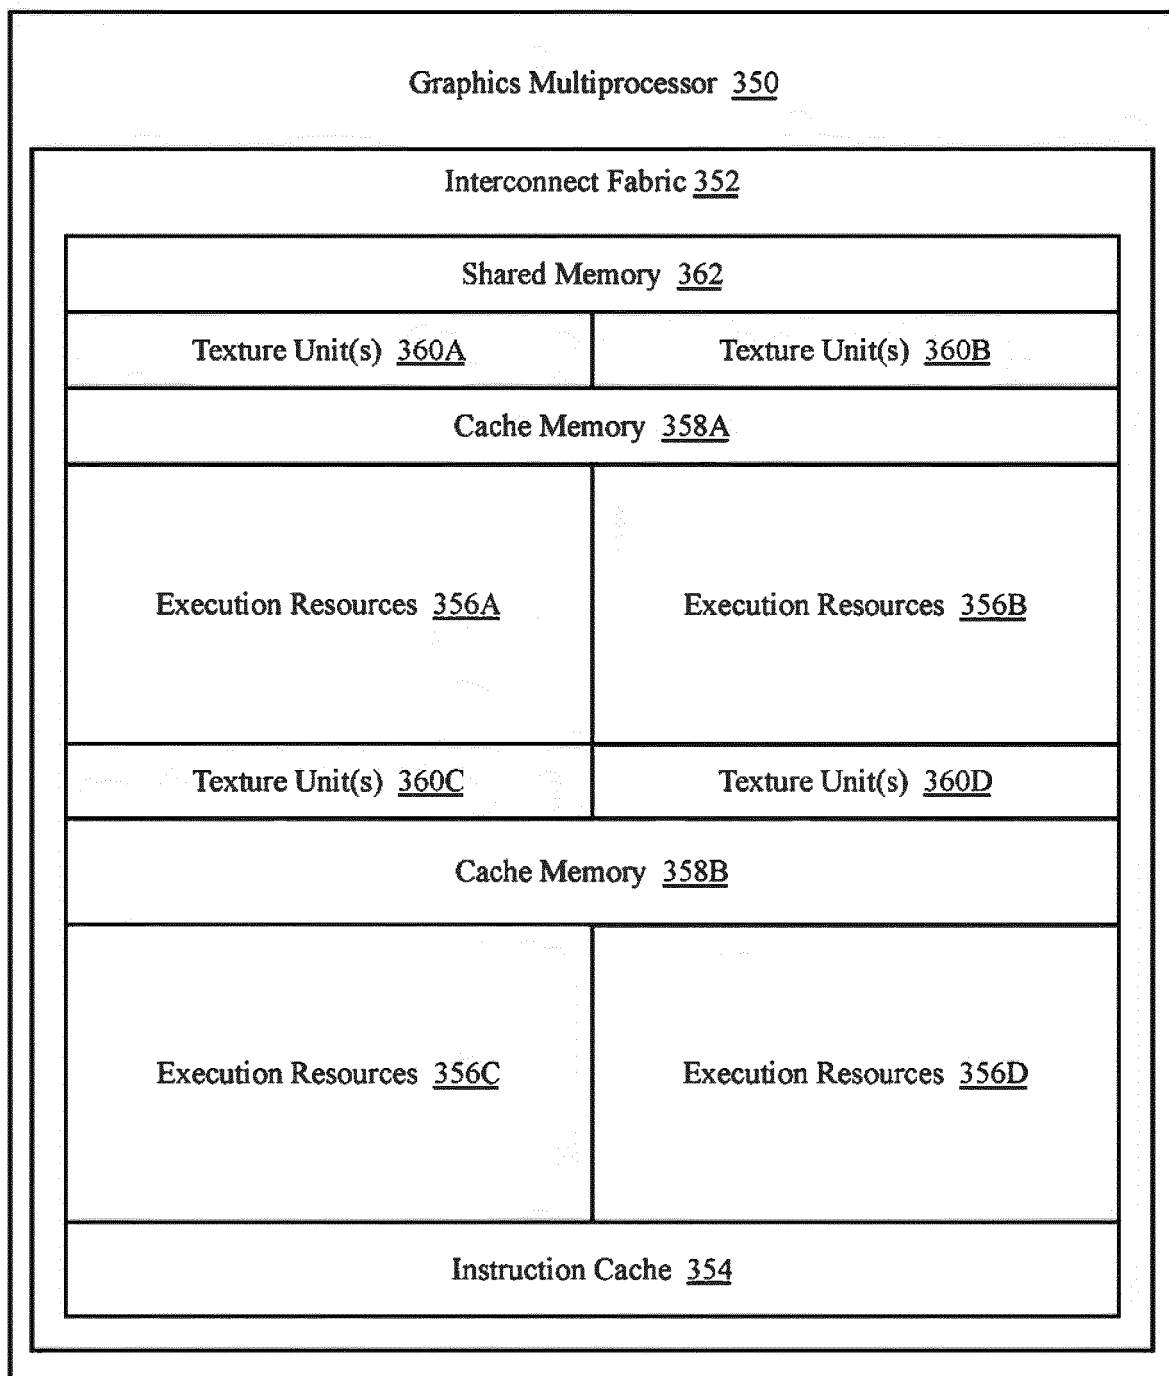 Graphics Multiprocessor 350
Interconnect Fabric 352
Shared Memory 362
Texture Unit(s) 360A
Texture Unit(s) 360B
Cache Memory 358A
Execution Resources 356A
Execution Resources 356B
Texture Unit(s) 360C
Texture Unit(s) 360D
Cache Memory 358B
Execution Resources 356C
Execution Resources 356D
Instruction Cache 354